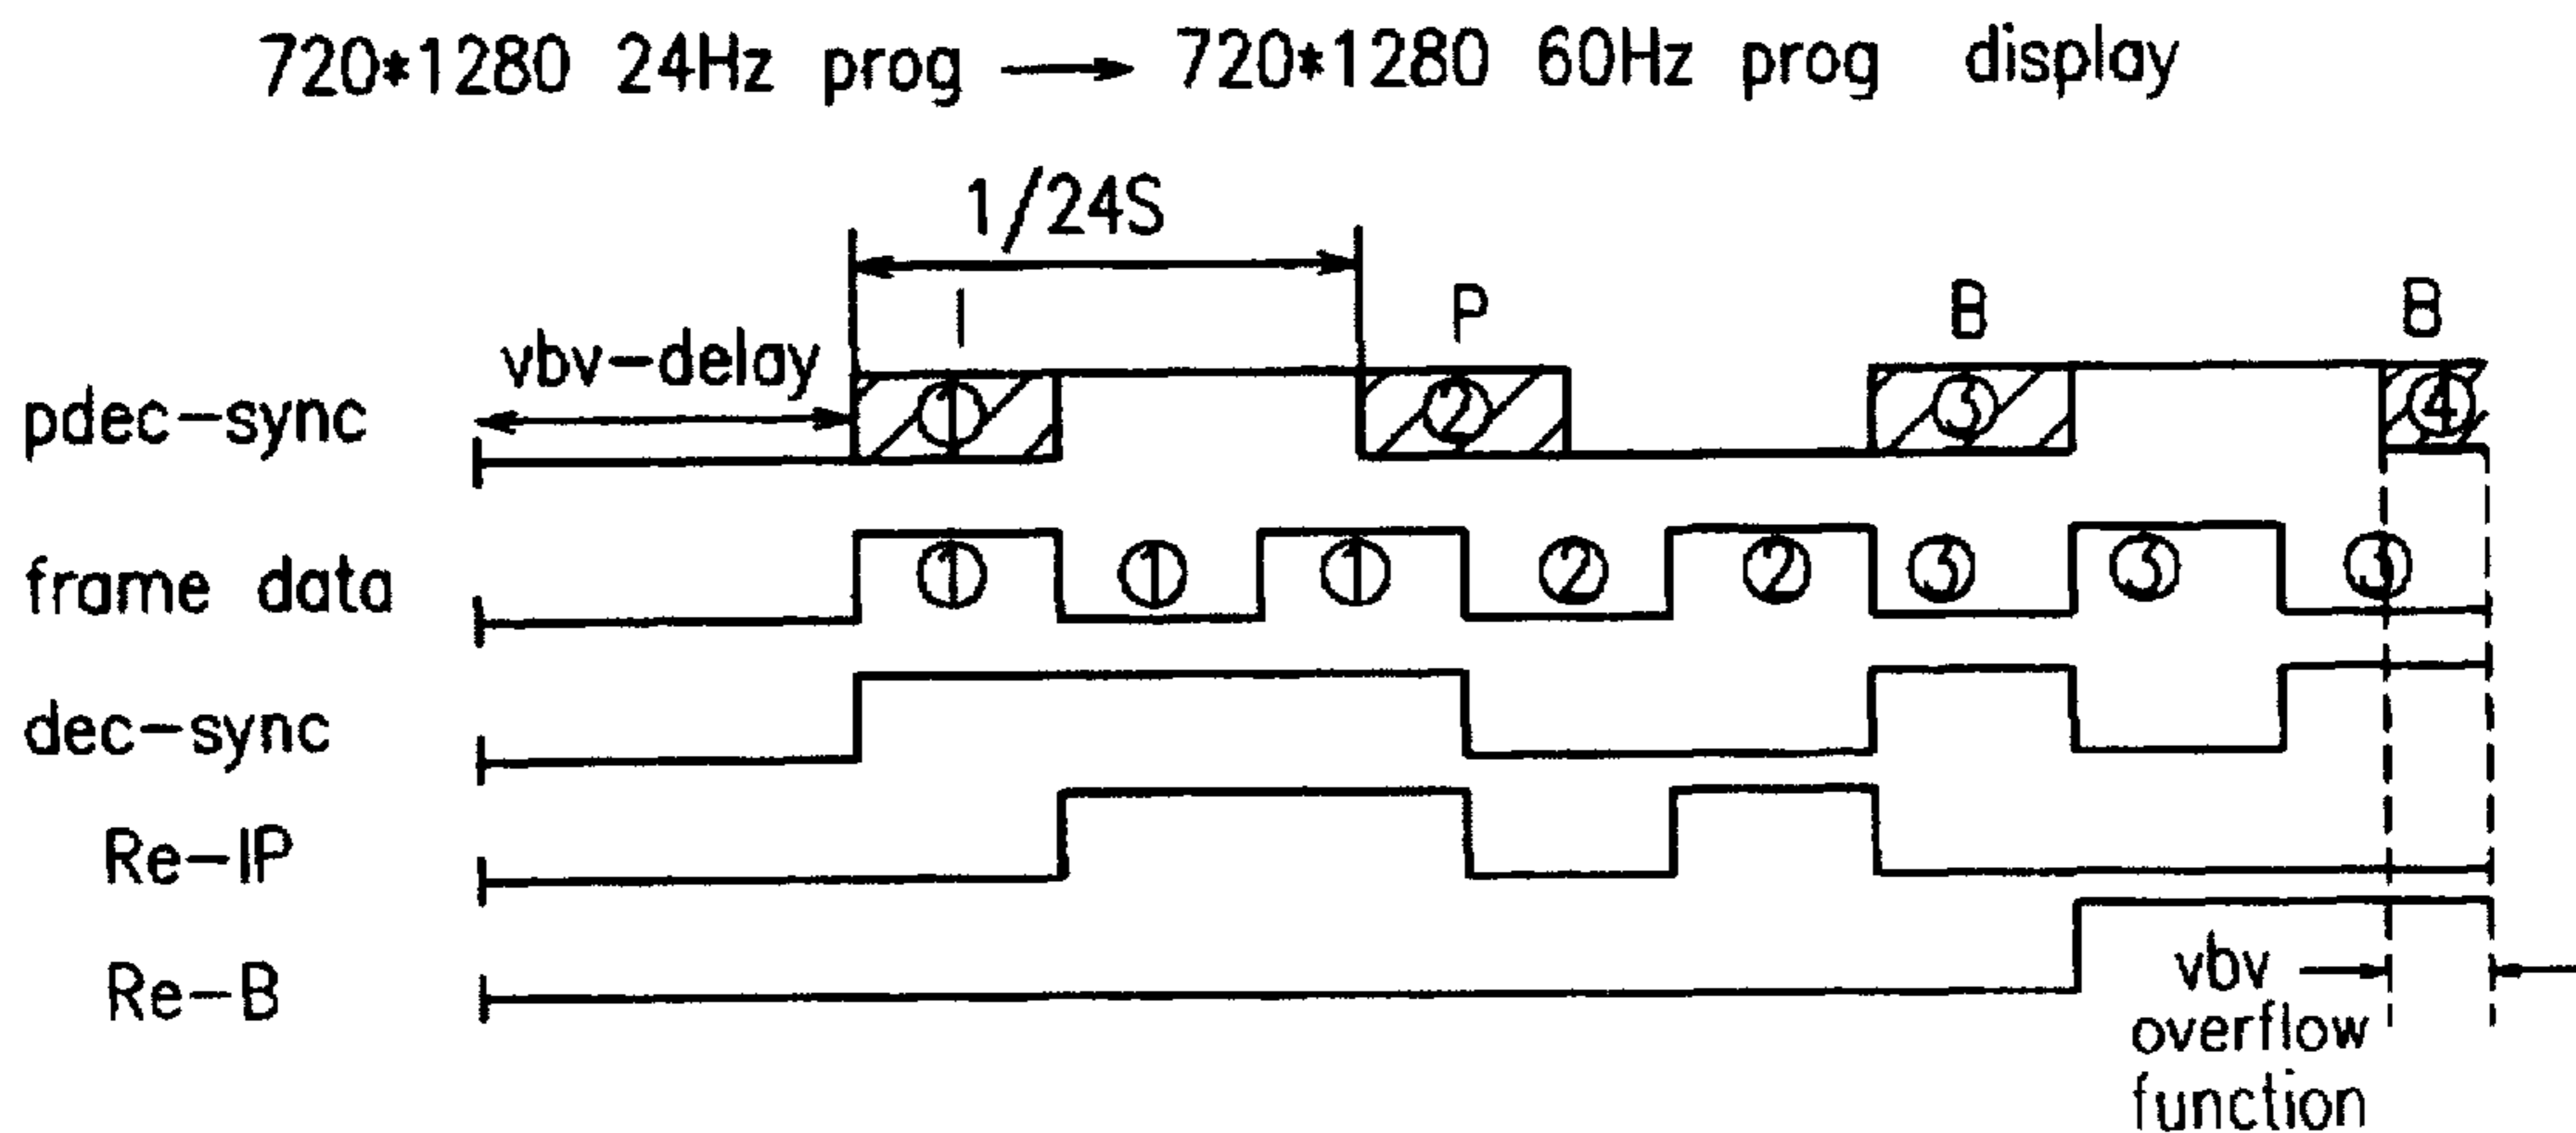 720*1280 24Hz prog → 720*1280 60Hz prog display
1/24S
I P B B
vbv-delay
pdec-sync ① ② ③ ④
frame data ① ① ① ② ② ③ ③ ③
dec-sync
Re-IP
Re-B
vbv
overflow
function